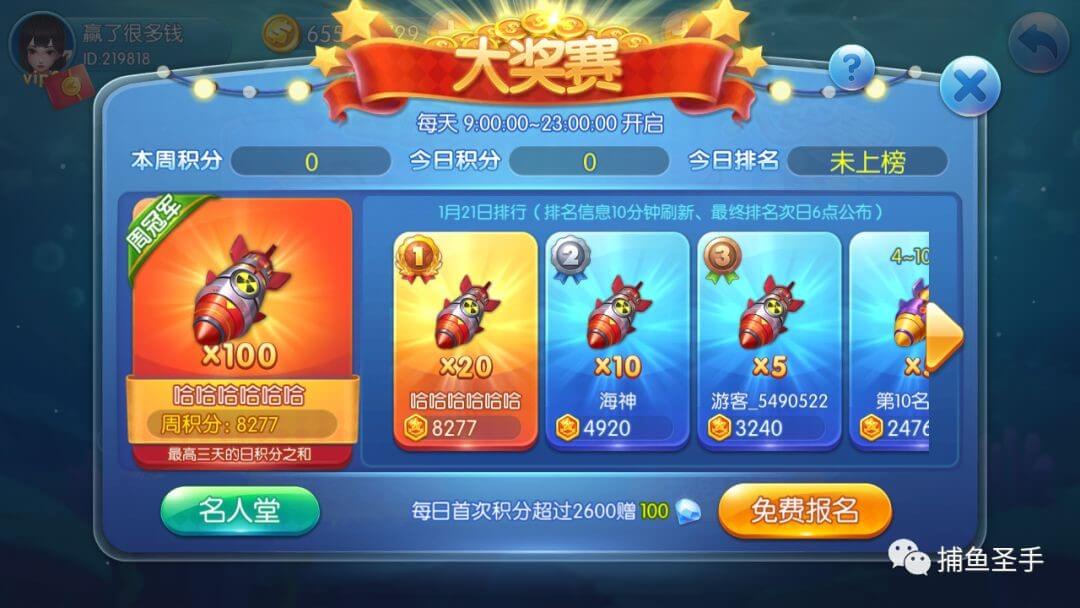 赢了很多钱
ID:219818
大奖赛
?
每天 9:00:00~23:00:00 开启
本周积分 0 今日积分 0 今日排名 未上榜
周冠军
×100
哈哈哈哈哈哈
周积分：8277
最高三天的日积分之和
1月21日排行（排名信息10分钟刷新、最终排名次日6点公布）
1
×20
哈哈哈哈哈哈
8277
2
×10
海神
4920
3
×5
游客_5490522
3240
4~10
第10名
2476
名人堂
每日首次积分超过2600赠100
免费报名
捕鱼圣手